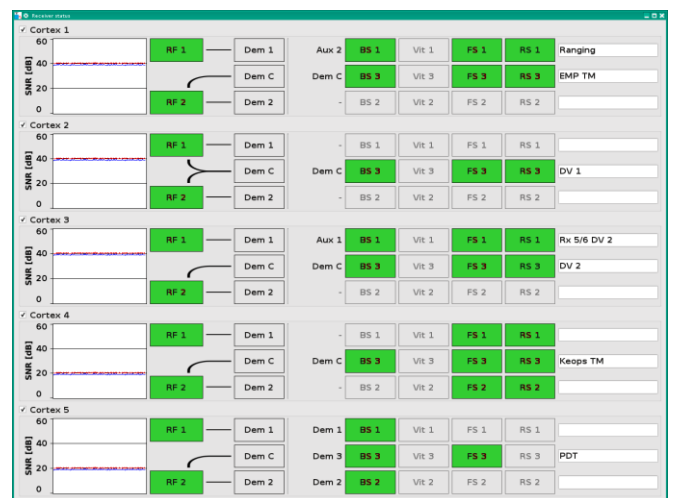 Receiver status
Cortex 1
SNR [dB]
60
40
20
0
RF 1 Dem 1 Aux 2 BS 1 Vit 1 FS 1 RS 1 Ranging
Dem C Dem C BS 3 Vit 3 FS 3 RS 3 EMP TM
RF 2 Dem 2 - BS 2 Vit 2 FS 2 RS 2
Cortex 2
SNR [dB]
60
40
20
0
RF 1 Dem 1 - BS 1 Vit 1 FS 1 RS 1
Dem C Dem C BS 3 Vit 3 FS 3 RS 3 DV 1
RF 2 Dem 2 - BS 2 Vit 2 FS 2 RS 2
Cortex 3
SNR [dB]
60
40
20
0
RF 1 Dem 1 Aux 1 BS 1 Vit 1 FS 1 RS 1 Rx 5/6 DV 2
Dem C Dem C BS 3 Vit 3 FS 3 RS 3 DV 2
RF 2 Dem 2 - BS 2 Vit 2 FS 2 RS 2
Cortex 4
SNR [dB]
60
40
20
0
RF 1 Dem 1 - BS 1 Vit 1 FS 1 RS 1
Dem C Dem C BS 3 Vit 3 FS 3 RS 3 Keops TM
RF 2 Dem 2 - BS 2 Vit 2 FS 2 RS 2
Cortex 5
SNR [dB]
60
40
20
0
RF 1 Dem 1 Dem 1 BS 1 Vit 1 FS 1 RS 1
Dem C Dem 3 BS 3 Vit 3 FS 3 RS 3 PDT
RF 2 Dem 2 Dem 2 BS 2 Vit 2 FS 2 RS 2